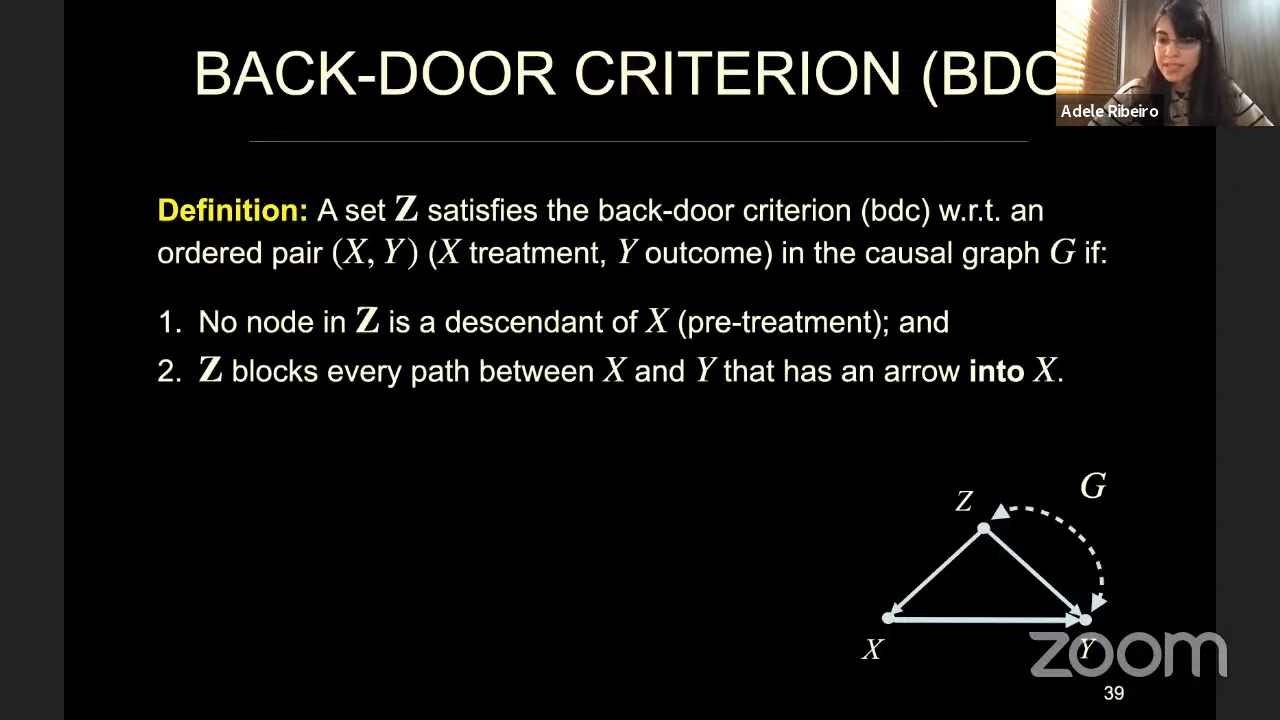 BACK-DOOR CRITERION (BDC
Adele Ribeiro
Definition: A set Z satisfies the back-door criterion (bdc) w.r.t. an
ordered pair (X, Y) (X treatment, Y outcome) in the causal graph G if:
1. No node in Z is a descendant of X (pre-treatment); and
2. Z blocks every path between X and Y that has an arrow into X.
G
Z
X
Y
zoom
39